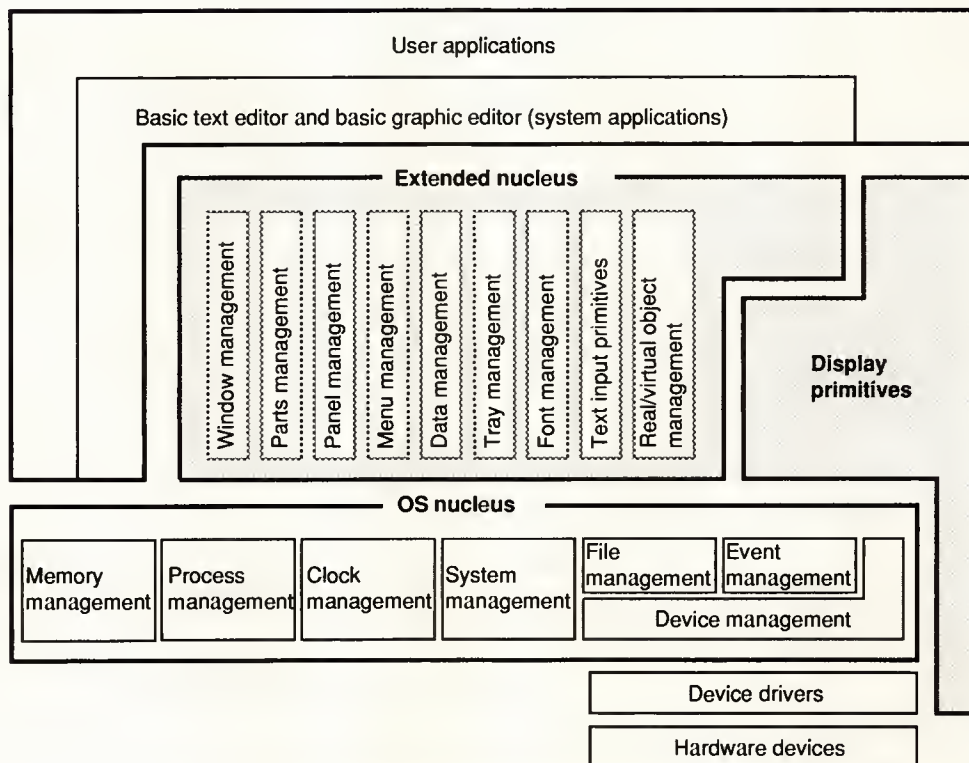 User applications
Basic text editor and basic graphic editor (system applications)
Extended nucleus
Window management
Parts management
Panel management
Menu management
Data management
Tray management
Font management
Text input primitives
Real/virtual object
management
Display
primitives
OS nucleus
Memory
management
Process
management
Clock
management
System
management
File
management
Event
management
Device management
Device drivers
Hardware devices